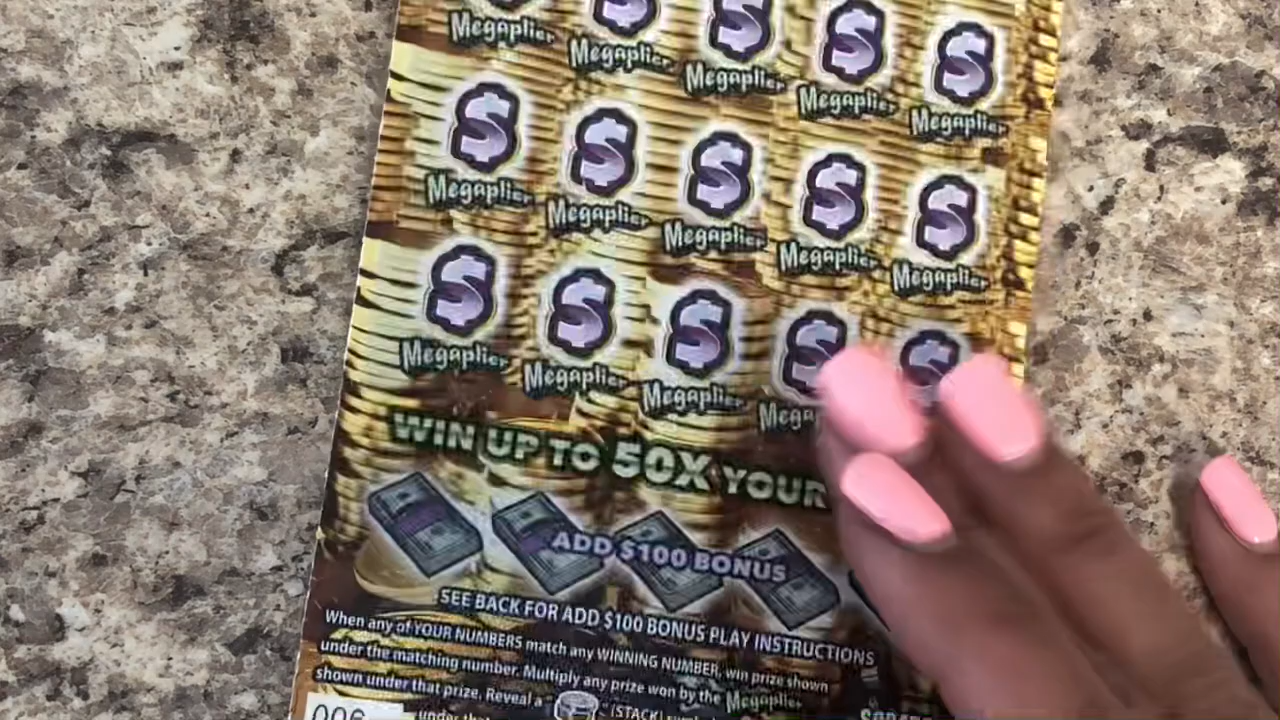 Megaplier Megaplier Megaplier Megaplier Megaplier
Megaplier Megaplier Megaplier Megaplier Megaplier
Megaplier Megaplier Megaplier
WIN UP TO 50X YOUR
ADD $100 BONUS
SEE BACK FOR ADD $100 BONUS PLAY INSTRUCTIONS
When any of YOUR NUMBERS match any WINNING NUMBER, win prize shown
under the matching number. Multiply any prize won by the Megaplier
shown under that prize. Reveal a " " (STACK)
006 under